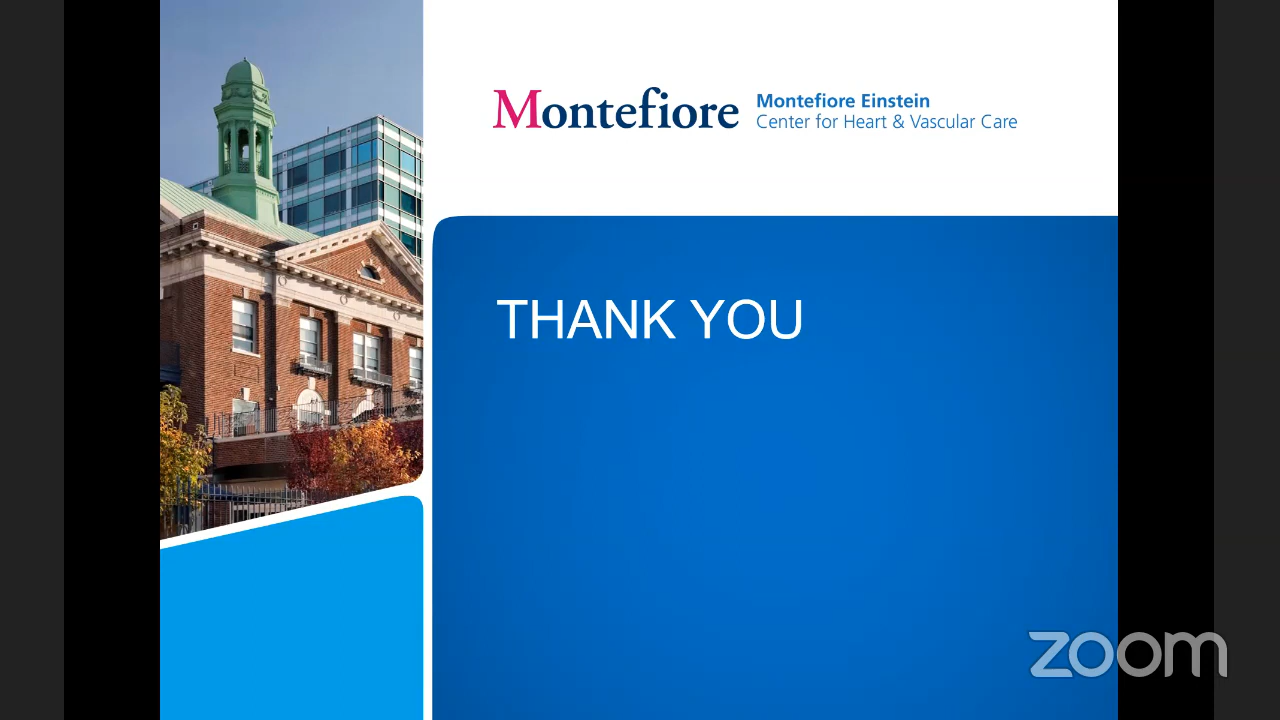 Montefiore
Montefiore Einstein
Center for Heart & Vascular Care
THANK YOU
zoom